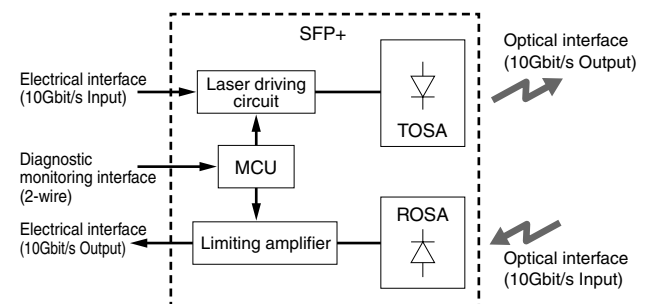 SFP+
Optical interface
(10Gbit/s Output)
Electrical interface
(10Gbit/s Input)
Laser driving
circuit
TOSA
Diagnostic
monitoring interface
(2-wire)
MCU
ROSA
Electrical interface
(10Gbit/s Output)
Limiting amplifier
Optical interface
(10Gbit/s Input)